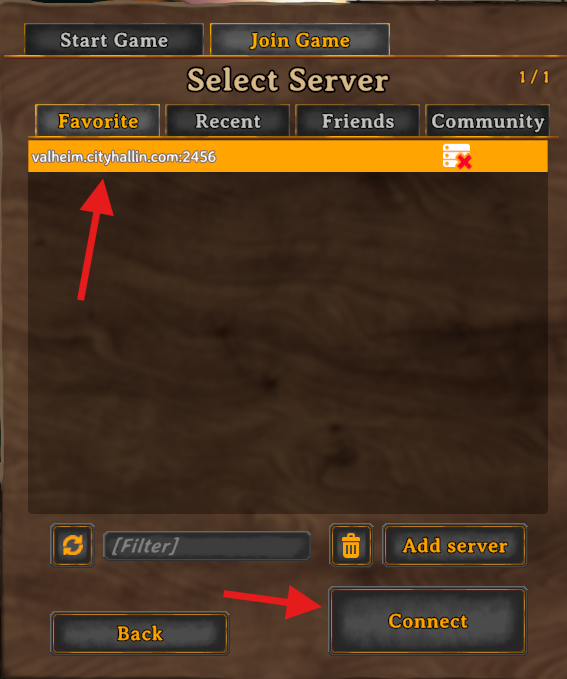 Start Game
Join Game
Select Server
1 / 1
Favorite
Recent
Friends
Community
valheim.cityhallin.com:2456
[Filter]
Add server
Back
Connect